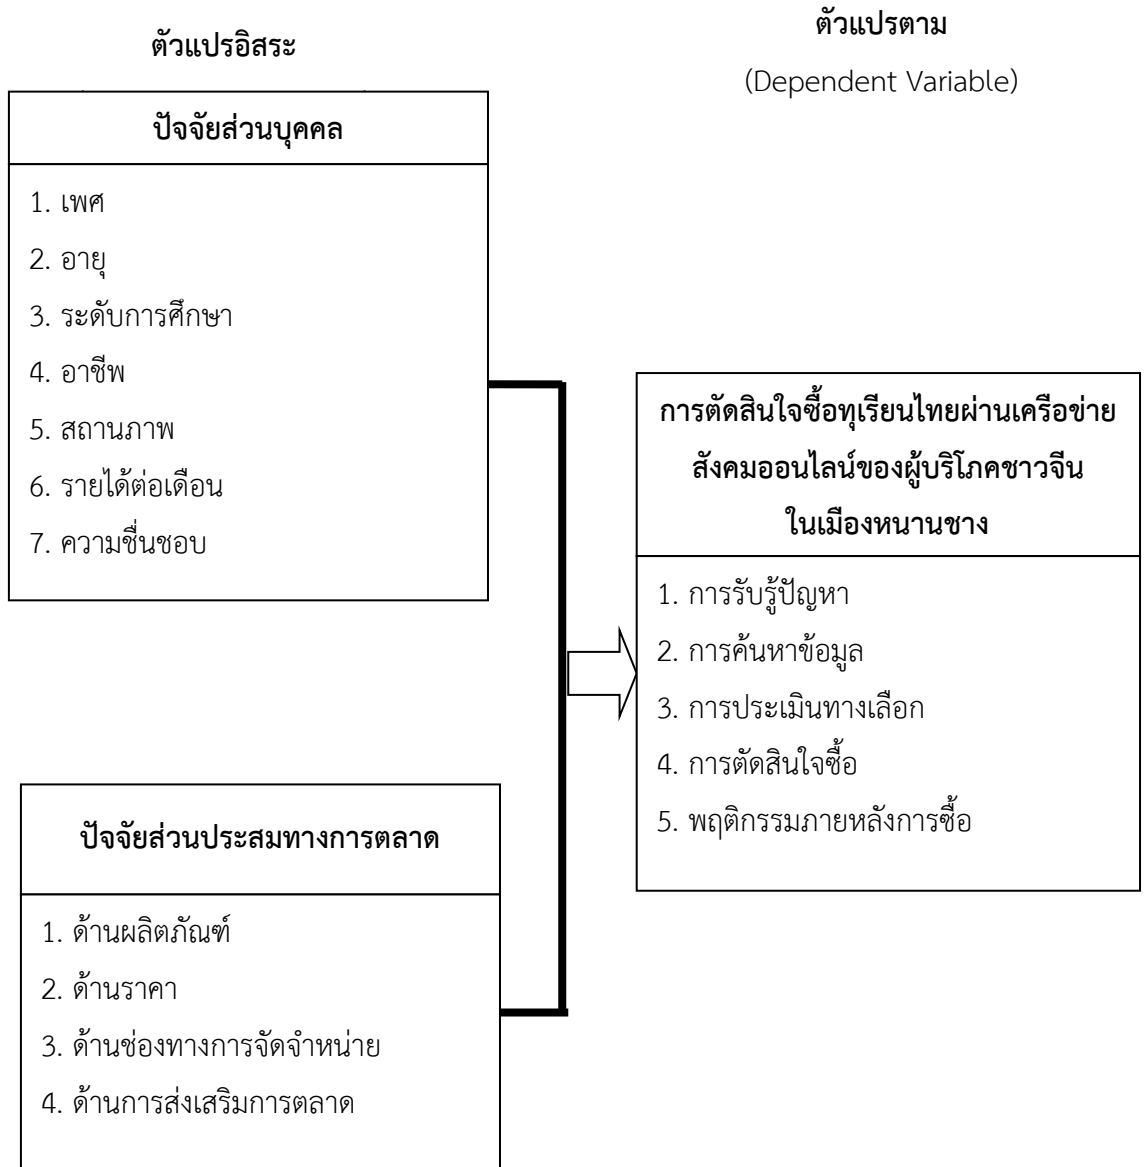 ตัวแปรอิสระ
ปัจจัยส่วนบุคคล
1. เพศ
2. อายุ
3. ระดับการศึกษา
4. อาชีพ
5. สถานภาพ
6. รายได้ต่อเดือน
7. ความชื่นชอบ
ปัจจัยส่วนประสมทางการตลาด
1. ด้านผลิตภัณฑ์
2. ด้านราคา
3. ด้านช่องทางการจัดจำหน่าย
4. ด้านการส่งเสริมการตลาด
ตัวแปรตาม
(Dependent Variable)
การตัดสินใจซื้อทุเรียนไทยผ่านเครือข่าย
สังคมออนไลน์ของผู้บริโภคชาวจีน
ในเมืองหนานชาง
1. การรับรู้ปัญหา
2. การค้นหาข้อมูล
3. การประเมินทางเลือก
4. การตัดสินใจซื้อ
5. พฤติกรรมภายหลังการซื้อ